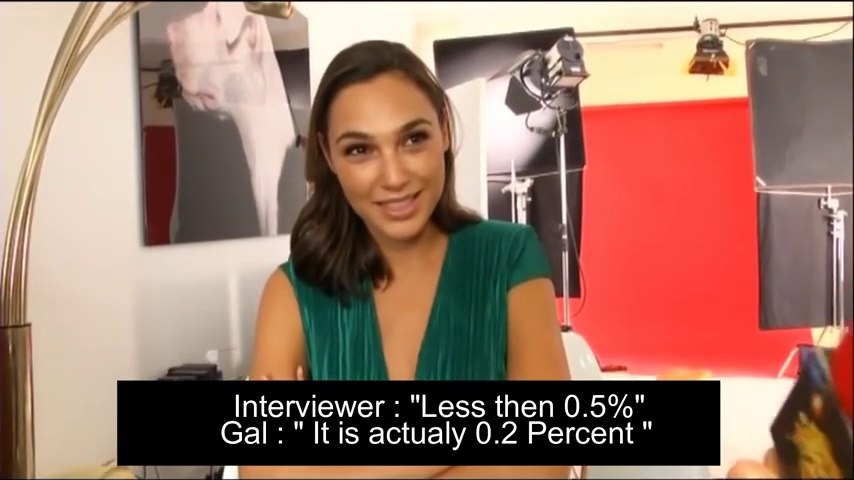 Interviewer : "Less then 0.5%"
Gal : " It is actualy 0.2 Percent "